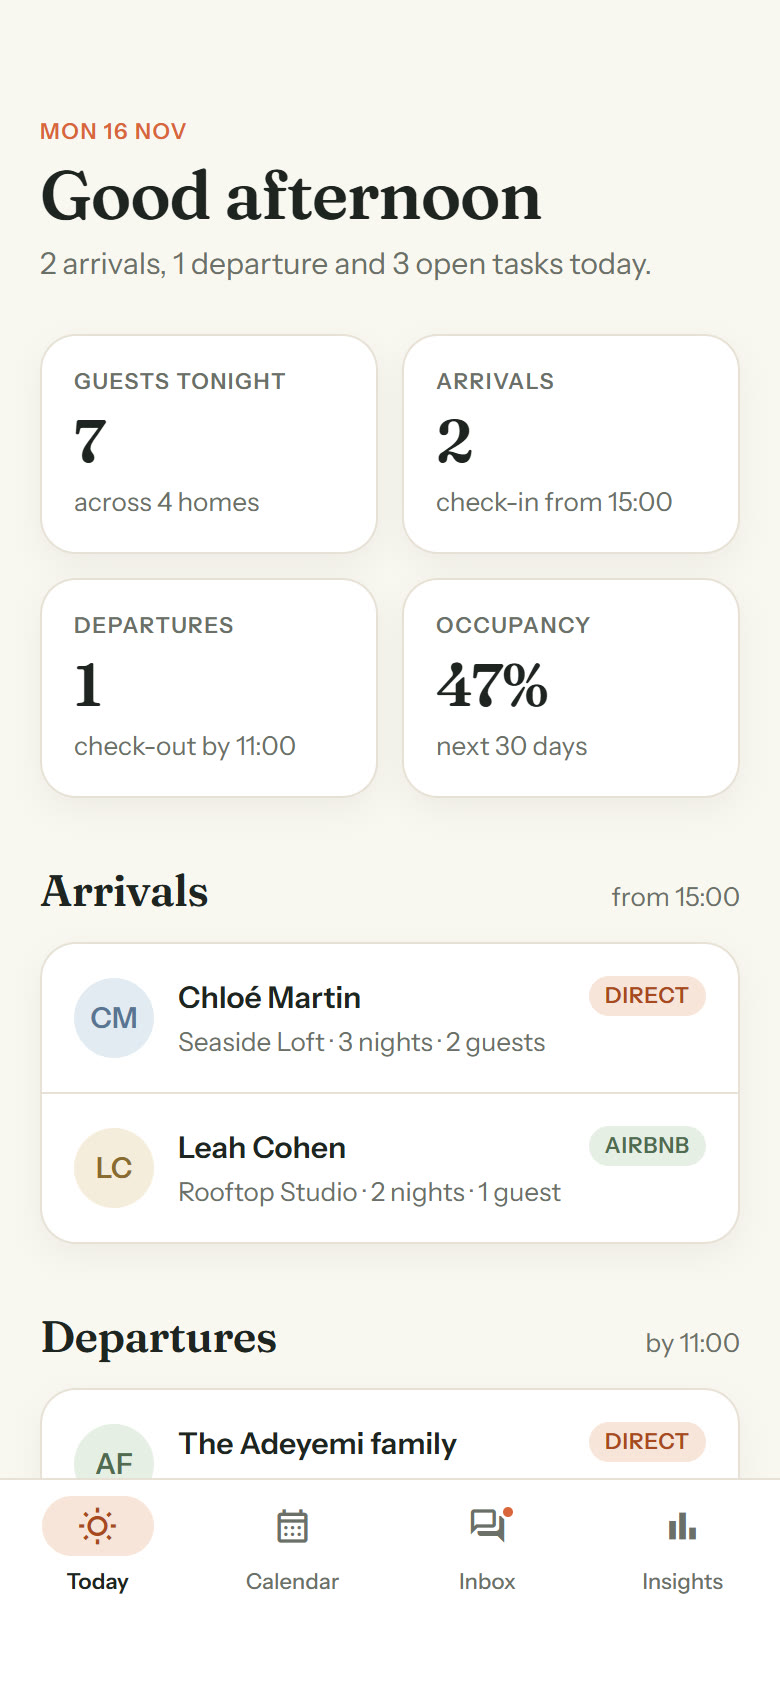 MON 16 NOV
Good afternoon
2 arrivals, 1 departure and 3 open tasks today.
GUESTS TONIGHT
7
across 4 homes
ARRIVALS
2
check-in from 15:00
DEPARTURES
1
check-out by 11:00
OCCUPANCY
47%
next 30 days
Arrivals
from 15:00
CM
Chloé Martin
DIRECT
Seaside Loft · 3 nights · 2 guests
LC
Leah Cohen
AIRBNB
Rooftop Studio · 2 nights · 1 guest
Departures
by 11:00
AF
The Adeyemi family
DIRECT
Today
Calendar
Inbox
Insights